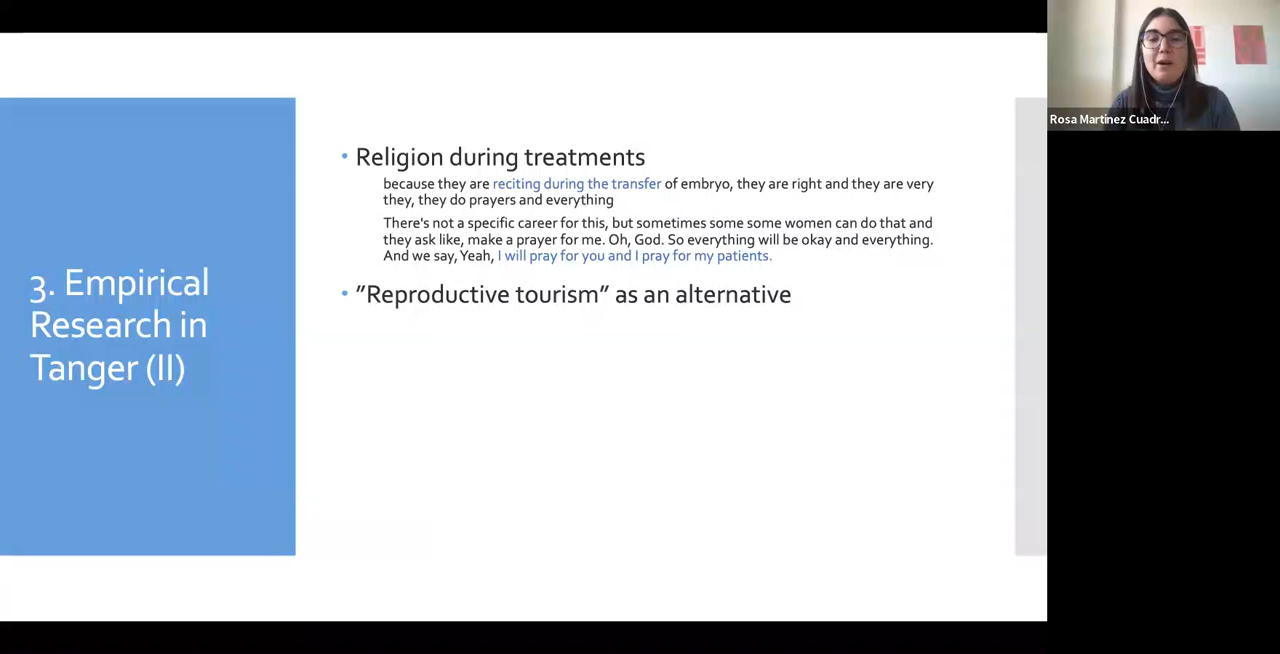 3. Empirical
Research in
Tanger (II)
• Religion during treatments
because they are reciting during the transfer of embryo, they are right and they are very
they, they do prayers and everything
There's not a specific career for this, but sometimes some some women can do that and
they ask like, make a prayer for me. Oh, God. So everything will be okay and everything.
And we say, Yeah, I will pray for you and I pray for my patients.
• ”Reproductive tourism” as an alternative
Rosa Martínez Cuadr...